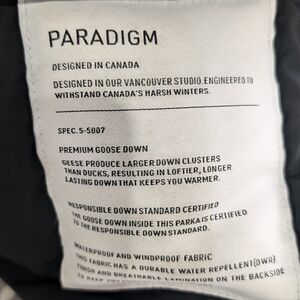 PARADIGM
DESIGNED IN CANADA
DESIGNED IN OUR VANCOUVER STUDIO. ENGINEERED TO
WITHSTAND CANADA'S HARSH WINTERS.
SPEC. S-5007
PREMIUM GOOSE DOWN
GEESE PRODUCE LARGER DOWN CLUSTERS
THAN DUCKS, RESULTING IN LOFTIER, LONGER
LASTING DOWN THAT KEEPS YOU WARMER.
RESPONSIBLE DOWN STANDARD CERTIFIED
THE GOOSE DOWN INSIDE THIS PARKA IS CERTIFIED
TO THE RESPONSIBLE DOWN STANDARD.
WATERPROOF AND WINDPROOF FABRIC
THIS FABRIC HAS A DURABLE WATER REPELLENT(DWR)
FINISH AND BREATHABLE LAMINATION ON THE BACKSIDE
TO KEEP YOU